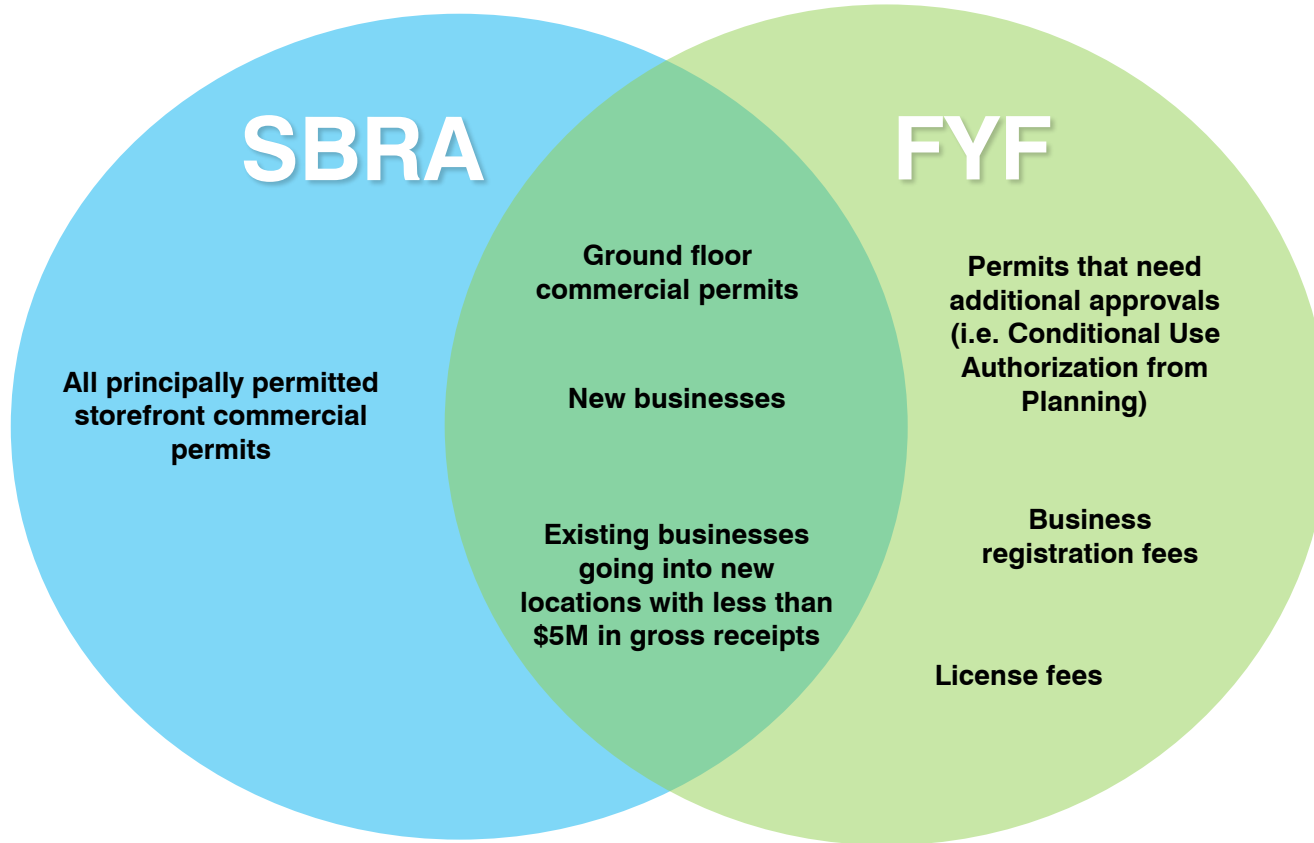 SBRA
FYF
All principally permitted
storefront commercial
permits
Ground floor
commercial permits
New businesses
Existing businesses
going into new
locations with less than
$5M in gross receipts
Permits that need
additional approvals
(i.e. Conditional Use
Authorization from
Planning)
Business
registration fees
License fees